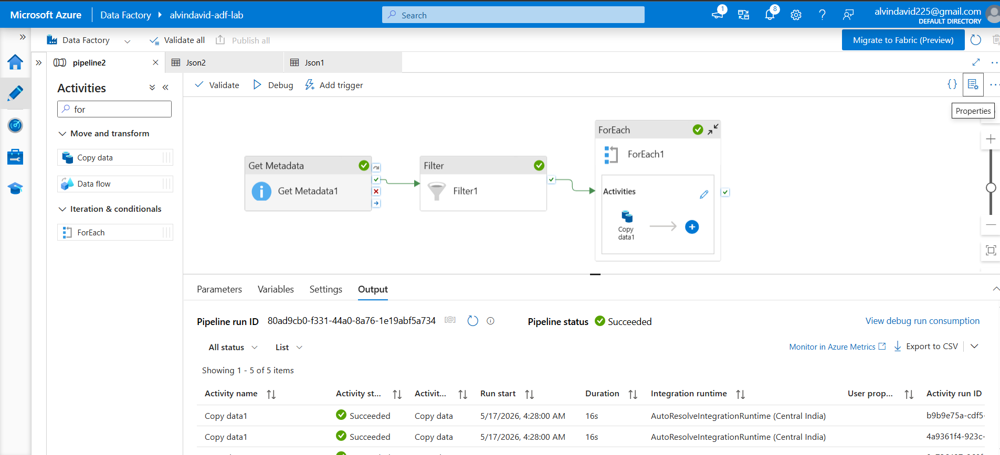 Microsoft Azure
Data Factory
alvindavid-adf-lab
Search
1
8
alvindavid225@gmail.com
DEFAULT DIRECTORY
Data Factory
Validate all
Publish all
Migrate to Fabric (Preview)
pipeline2
Json2
Json1
Activities
for
Move and transform
Copy data
Data flow
Iteration & conditionals
ForEach
Validate
Debug
Add trigger
{}
Properties
Get Metadata
Get Metadata1
Filter
Filter1
ForEach
ForEach1
Activities
Copy
data1
Parameters
Variables
Settings
Output
Pipeline run ID 80ad9cb0-f331-44a0-8a76-1e19abf5a734
[@]
Pipeline status Succeeded
View debug run consumption
All status
List
Monitor in Azure Metrics
Export to CSV
Showing 1 - 5 of 5 items
Activity name Activity st... Activit... Run start Duration Integration runtime User prop... Activity run ID
Copy data1 Succeeded Copy data 5/17/2026, 4:28:00 AM 16s AutoResolveIntegrationRuntime (Central India) b9b9e75a-cdf5-
Copy data1 Succeeded Copy data 5/17/2026, 4:28:00 AM 16s AutoResolveIntegrationRuntime (Central India) 4a9361f4-923c-